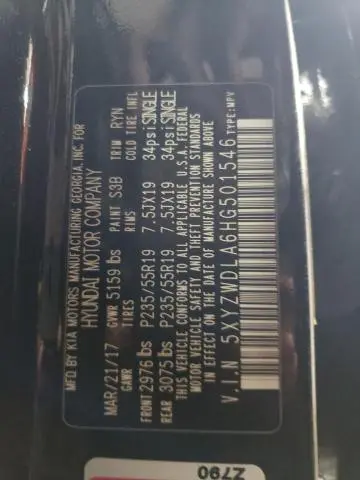 MFD. BY KIA MOTORS MANUFACTURING GEORGIA, INC. FOR
HYUNDAI MOTOR COMPANY
MAR/21/17 GVWR 5159 lbs PAINT S3B TRIM RYN
GAWR TIRES RIMS COLD TIRE INFL
FRONT 2976 lbs P235/55R19 7.5JX19 34psi SINGLE
REAR 3075 lbs P235/55R19 7.5JX19 34psi SINGLE
THIS VEHICLE CONFORMS TO ALL APPLICABLE U.S.A. FEDERAL
MOTOR VEHICLE SAFETY, BUMPER, AND THEFT PREVENTION STANDARDS
IN EFFECT ON THE DATE OF MANUFACTURE SHOWN ABOVE.
V.I.N 5XYZWDLA6HG501546 TYPE:MPV
Z790